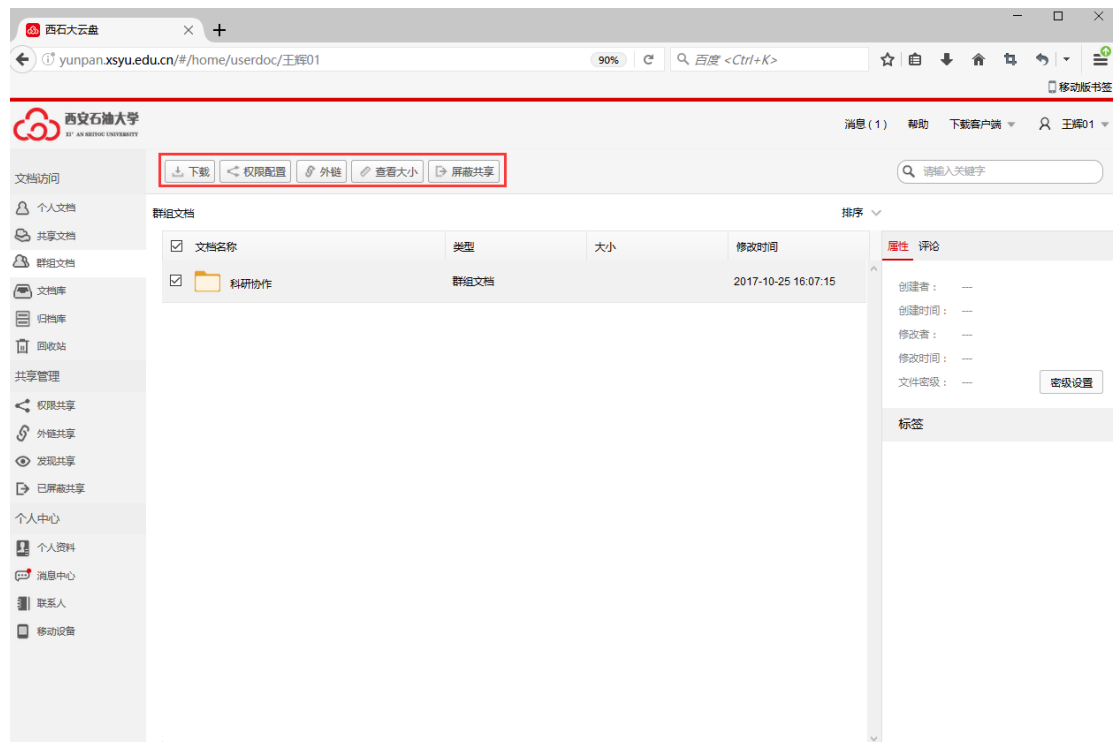 西石大云盘
yunpan.xsyu.edu.cn/#/home/userdoc/王辉01 90% 百度 <Ctrl+K>
移动版书签
西安石油大学
XI' AN SHIYOU UNIVERSITY
消息(1) 帮助 下载客户端 王辉01
文档访问
下载 权限配置 外链 查看大小 屏蔽共享
请输入关键字
个人文档
共享文档
群组文档
文档库
归档库
回收站
共享管理
权限共享
外链共享
发现共享
已屏蔽共享
个人中心
个人资料
消息中心
联系人
移动设备
群组文档 排序
文档名称 类型 大小 修改时间
科研协作 群组文档 2017-10-25 16:07:15
属性 评论
创建者: ---
创建时间: ---
修改者: ---
修改时间: ---
文件密级: --- 密级设置
标签